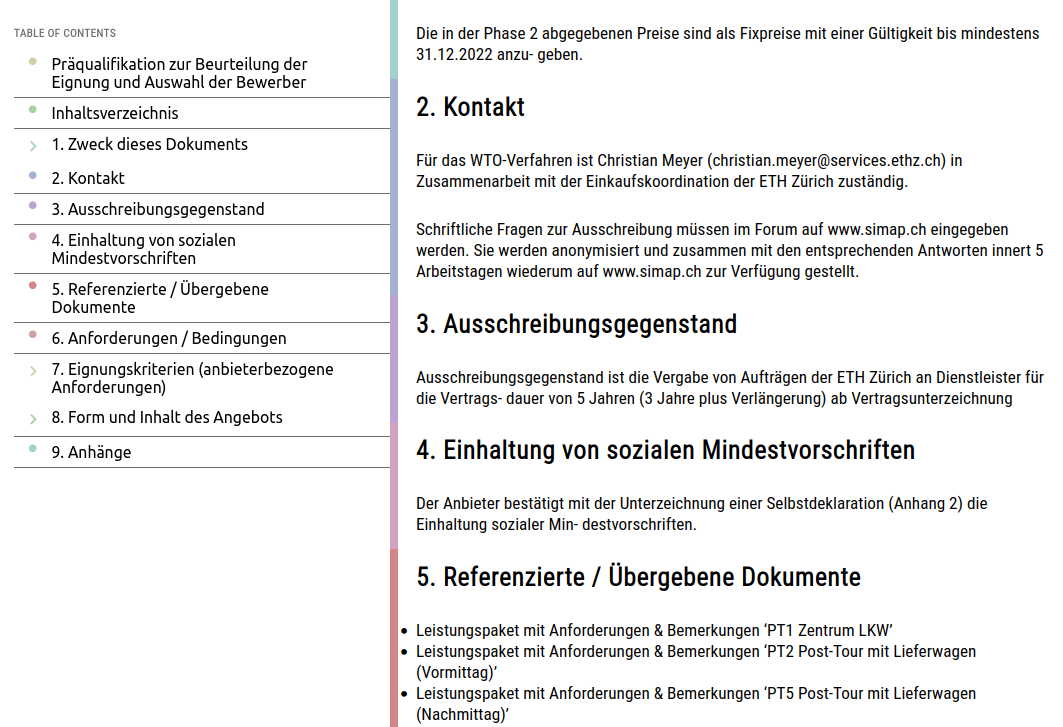 TABLE OF CONTENTS
Präqualifikation zur Beurteilung der
Eignung und Auswahl der Bewerber
Inhaltsverzeichnis
1. Zweck dieses Dokuments
2. Kontakt
3. Ausschreibungsgegenstand
4. Einhaltung von sozialen
Mindestvorschriften
5. Referenzierte / Übergebene
Dokumente
6. Anforderungen / Bedingungen
7. Eignungskriterien (anbieterbezogene
Anforderungen)
8. Form und Inhalt des Angebots
9. Anhänge
Die in der Phase 2 abgegebenen Preise sind als Fixpreise mit einer Gültigkeit bis mindestens
31.12.2022 anzu- geben.
2. Kontakt
Für das WTO-Verfahren ist Christian Meyer (christian.meyer@services.ethz.ch) in
Zusammenarbeit mit der Einkaufskoordination der ETH Zürich zuständig.
Schriftliche Fragen zur Ausschreibung müssen im Forum auf www.simap.ch eingegeben
werden. Sie werden anonymisiert und zusammen mit den entsprechenden Antworten innert 5
Arbeitstagen wiederum auf www.simap.ch zur Verfügung gestellt.
3. Ausschreibungsgegenstand
Ausschreibungsgegenstand ist die Vergabe von Aufträgen der ETH Zürich an Dienstleister für
die Vertrags- dauer von 5 Jahren (3 Jahre plus Verlängerung) ab Vertragsunterzeichnung
4. Einhaltung von sozialen Mindestvorschriften
Der Anbieter bestätigt mit der Unterzeichnung einer Selbstdeklaration (Anhang 2) die
Einhaltung sozialer Min- destvorschriften.
5. Referenzierte / Übergebene Dokumente
• Leistungspaket mit Anforderungen & Bemerkungen ‘PT1 Zentrum LKW’
• Leistungspaket mit Anforderungen & Bemerkungen ‘PT2 Post-Tour mit Lieferwagen
(Vormittag)’
• Leistungspaket mit Anforderungen & Bemerkungen ‘PT5 Post-Tour mit Lieferwagen
(Nachmittag)’